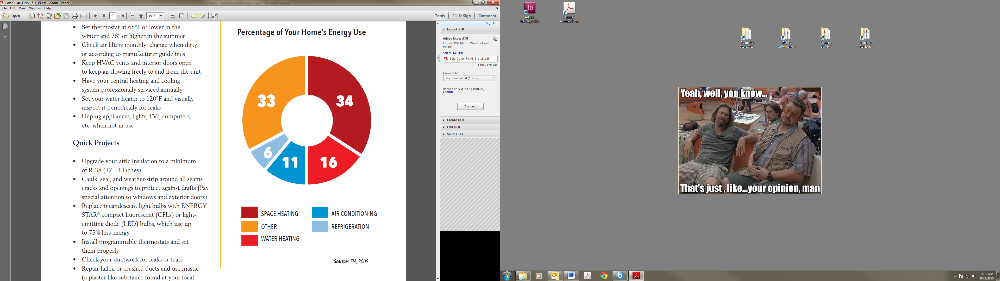 SolarGuide_FINAL_6_1_15.pdf - Adobe Reader
File Edit View Window Help
Open
3 / 20
150%
Tools Fill & Sign Comment
• Set thermostat at 68°F or lower in the
winter and 78° or higher in the summer
• Check air filters monthly; change when dirty
or according to manufacturer guidelines
• Keep HVAC vents and interior doors open
to keep air flowing freely to and from the unit
• Have your central heating and cooling
system professionally serviced annually
• Set your water heater to 120°F and visually
inspect it periodically for leaks
• Unplug appliances, lights, TVs, computers,
etc. when not in use
Quick Projects
• Upgrade your attic insulation to a minimum
of R-38 (12-14 inches)
• Caulk, seal, and weather-strip around all seams,
cracks and openings to protect against drafts (Pay
special attention to windows and exterior doors)
• Replace incandescent light bulbs with ENERGY
STAR® compact fluorescent (CFLs) or light-
emitting diode (LED) bulbs, which use up
to 75% less energy
• Install programmable thermostats and set
them properly
• Check your ductwork for leaks or tears
• Repair fallen or crushed ducts and use mastic
(a plaster-like substance found at your local
Percentage of Your Home's Energy Use
33
34
6
11
16
SPACE HEATING
OTHER
WATER HEATING
AIR CONDITIONING
REFRIGERATION
Source: EIA, 2009
Sign In
Export PDF
Adobe ExportPDF
Convert PDF files to Word or Excel
online.
Select PDF File:
SolarGuide_FINAL_6_1_15.pdf
1 file / 1.98 MB
Convert To:
Microsoft Word (*.docx)
Recognize Text in English(U.S.)
Change
Convert
Create PDF
Edit PDF
Send Files
Id
Adobe
InDesign CS5
Adobe
Acrobat 9 Pro
Palmetto
State Cle...
Public
Informatio...
Jennifer
admin...
Nuclear
Advisor...
Yeah, well, you know...
That's just , like...your opinion, man
10:10 AM
8/27/2015